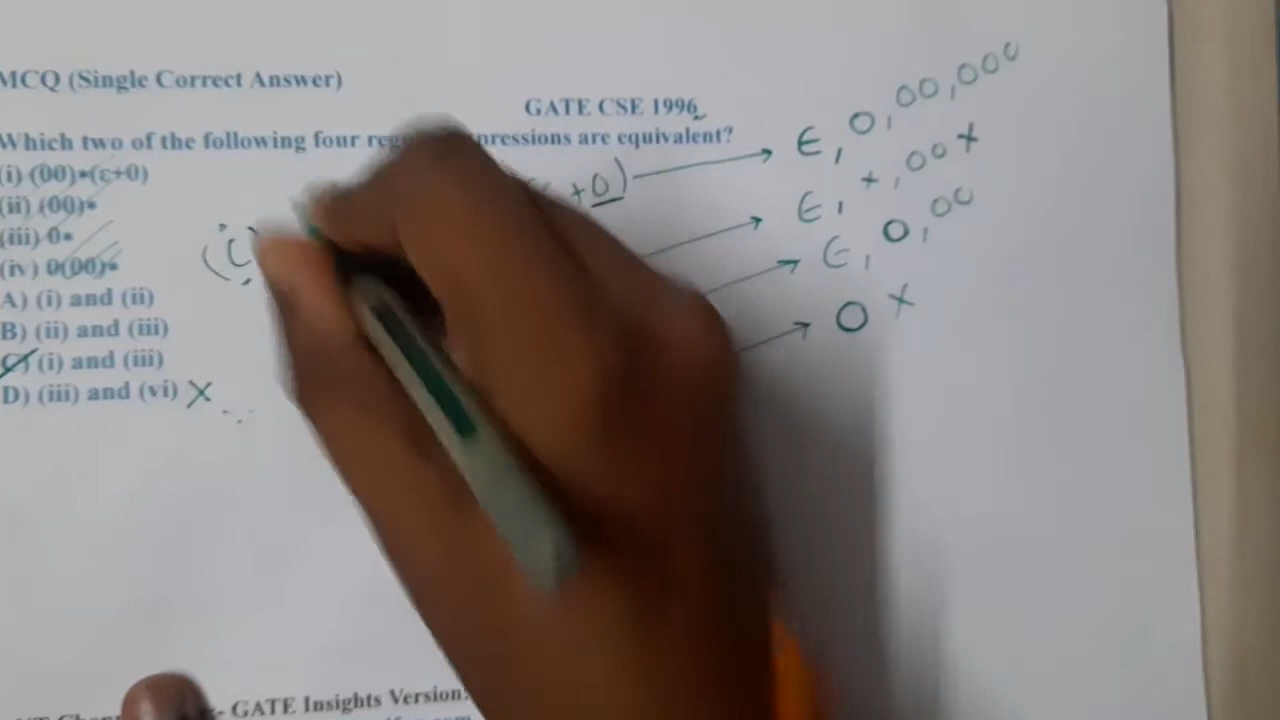 MCQ (Single Correct Answer)
GATE CSE 1996
Which two of the following four expressions are equivalent?
(i) (00)*(ε+0)
(ii) (00)*
(iii) 0*
(iv) 0(00)*
A) (i) and (ii)
B) (ii) and (iii)
C) (i) and (iii)
D) (iii) and (vi) X
+0) → ϵ, 0, 00, 000
→ ϵ, x, 00 x
→ ϵ, 0, 00
→ 0 x
(i)
- GATE Insights Version: